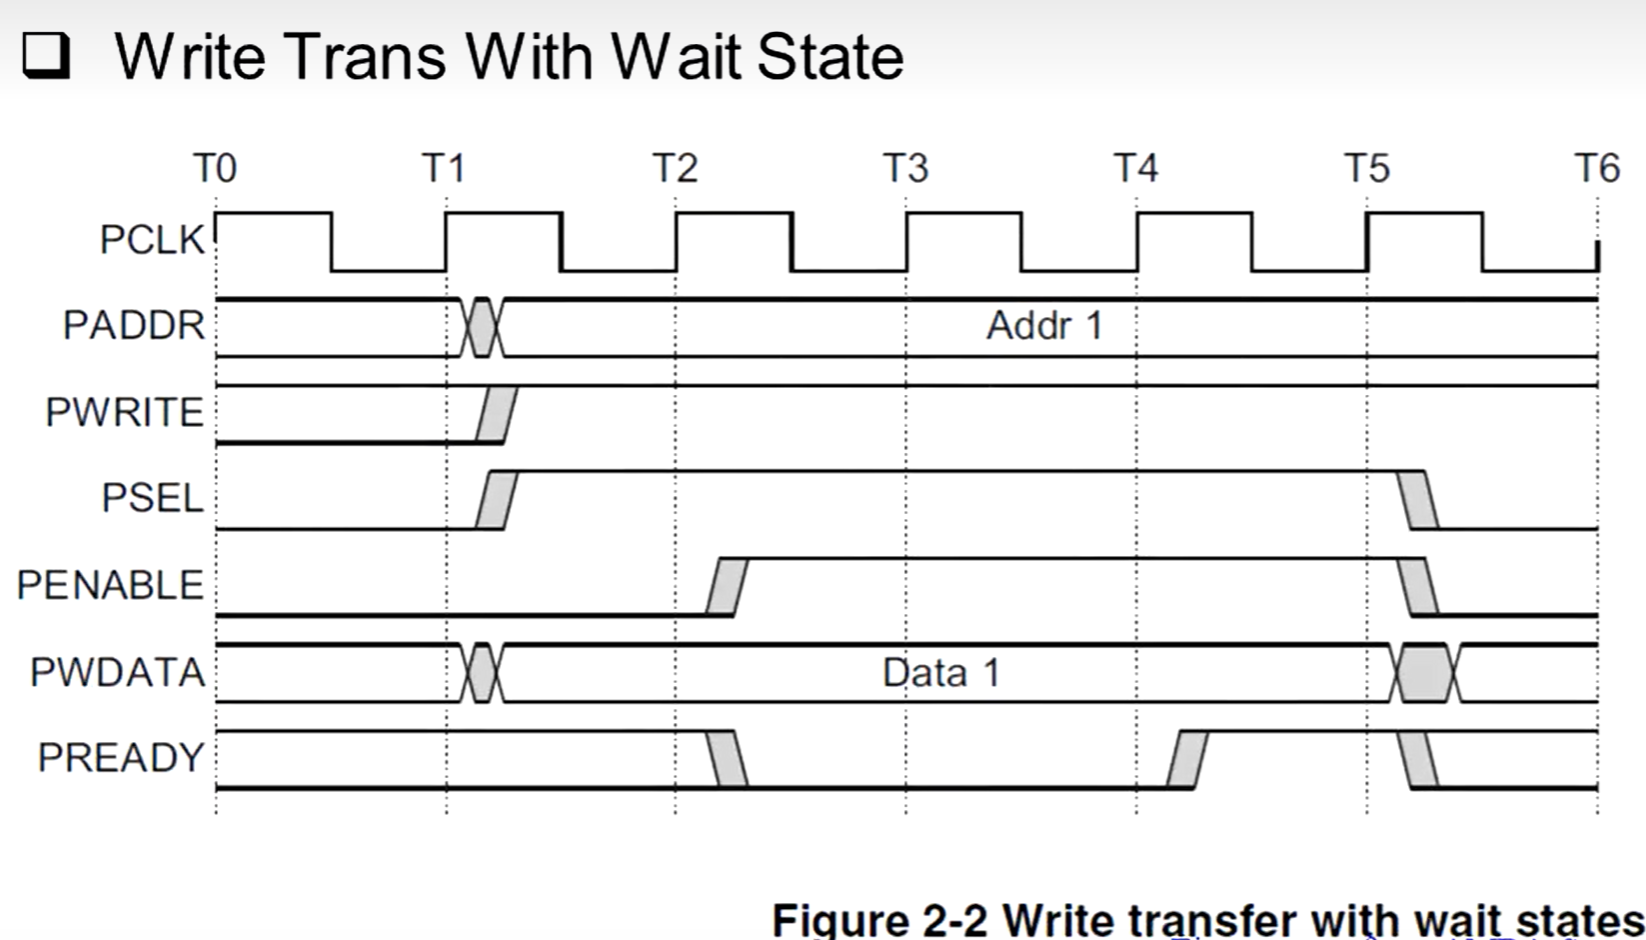 Write Trans With Wait State
T0 T1 T2 T3 T4 T5 T6
PCLK
PADDR Addr 1
PWRITE
PSEL
PENABLE
PWDATA Data 1
PREADY
Figure 2-2 Write transfer with wait states